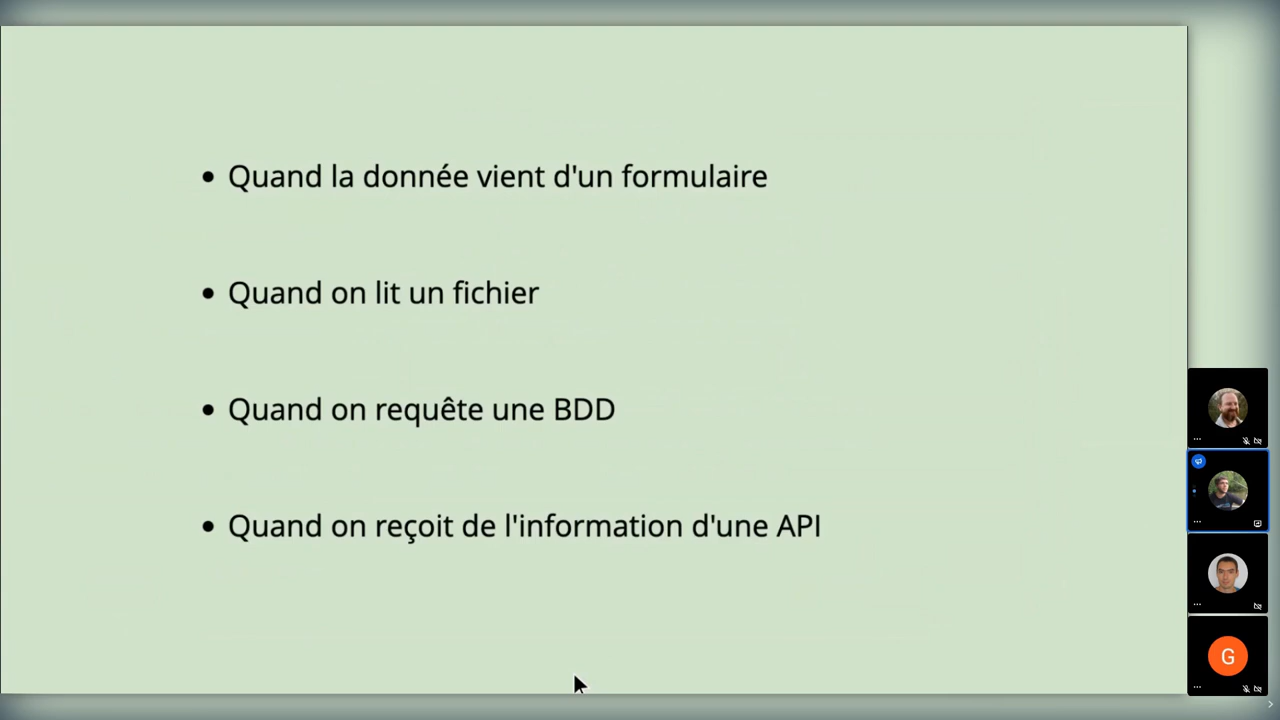 Quand la donnée vient d'un formulaire
Quand on lit un fichier
Quand on requête une BDD
Quand on reçoit de l'information d'une API
G